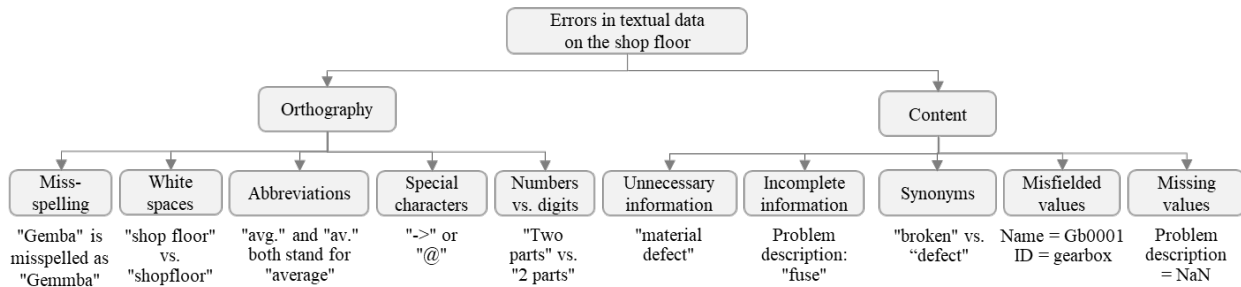 Errors in textual data
on the shop floor
Orthography
Content
Miss-
spelling
White
spaces
Abbreviations
Special
characters
Numbers
vs. digits
Unnecessary
information
Incomplete
information
Synonyms
Misfielded
values
Missing
values
"Gemba" is
misspelled as
"Gemmba"
"shop floor"
vs.
"shopfloor"
"avg." and "av."
both stand for
"average"
"->" or
"@"
"Two
parts" vs.
"2 parts"
"material
defect"
Problem
description:
"fuse"
"broken" vs.
“defect"
Name = Gb0001
ID = gearbox
Problem
description
= NaN